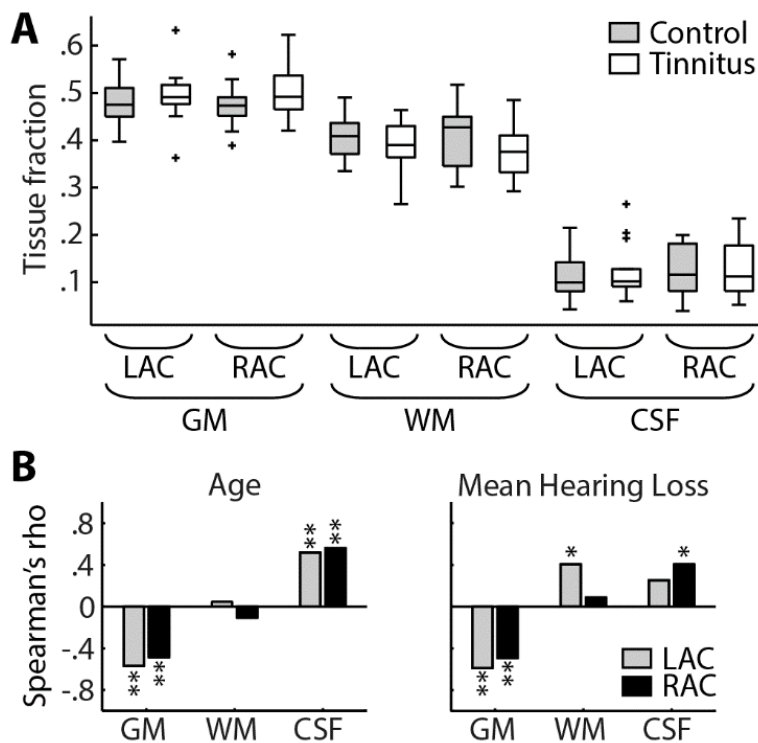 A
Control
Tinnitus
Tissue fraction
.6
.5
.4
.3
.2
.1
LAC RAC LAC RAC LAC RAC
GM WM CSF
B
Age Mean Hearing Loss
Spearman's rho
.8
.4
0
-.4
-.8
** ** ** **
* *
** **
LAC
RAC
GM WM CSF GM WM CSF